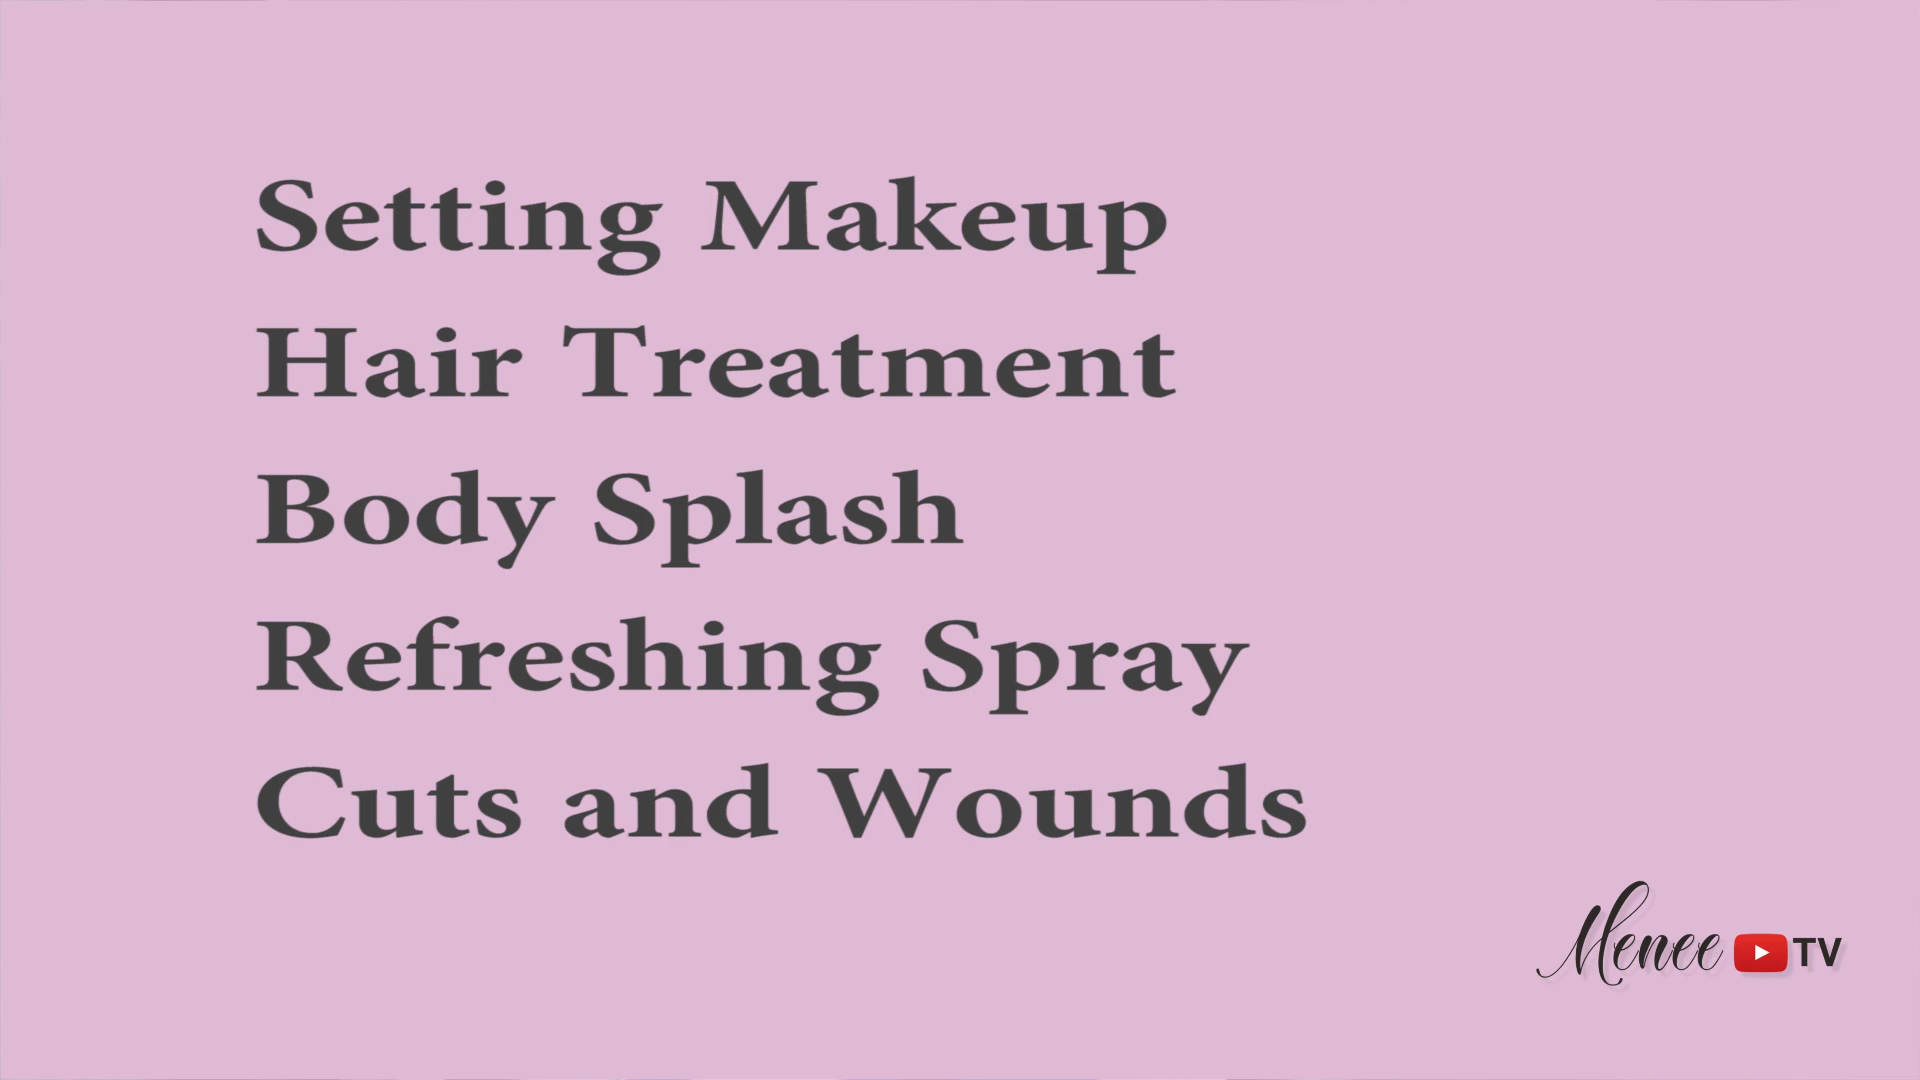 Setting Makeup
Hair Treatment
Body Splash
Refreshing Spray
Cuts and Wounds
Menee TV